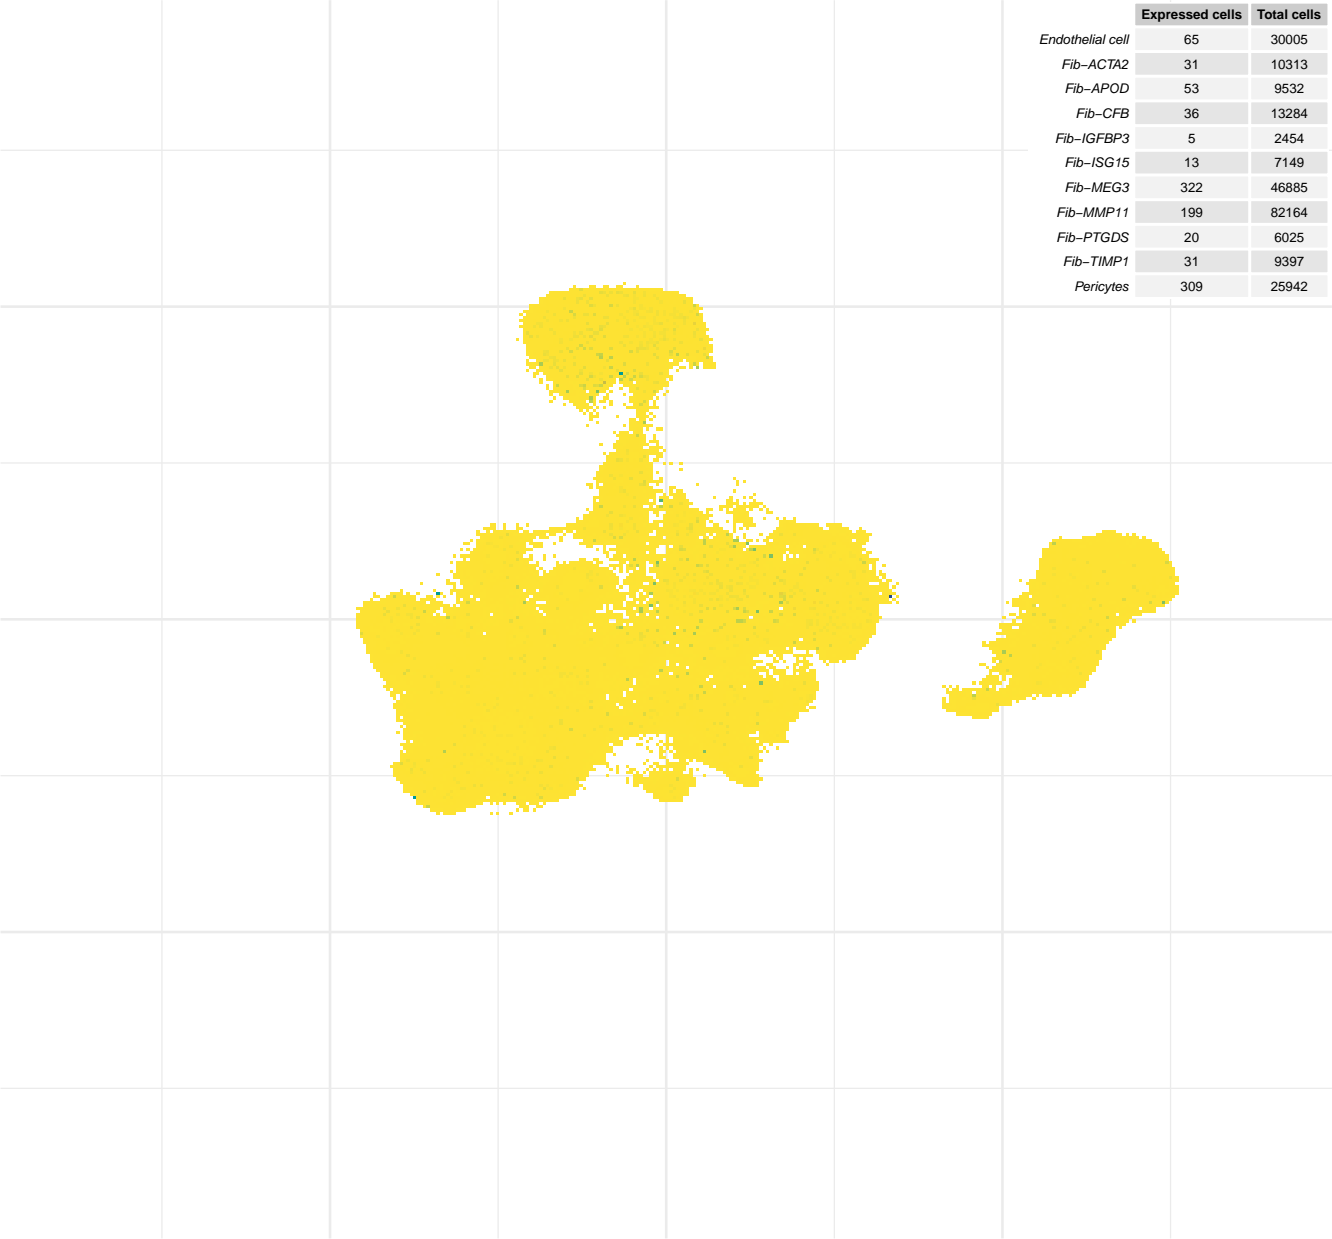 Expressed cells Total cells
Endothelial cell 65 30005
Fib−ACTA2 31 10313
Fib−APOD 53 9532
Fib−CFB 36 13284
Fib−IGFBP3 5 2454
Fib−ISG15 13 7149
Fib−MEG3 322 46885
Fib−MMP11 199 82164
Fib−PTGDS 20 6025
Fib−TIMP1 31 9397
Pericytes 309 25942